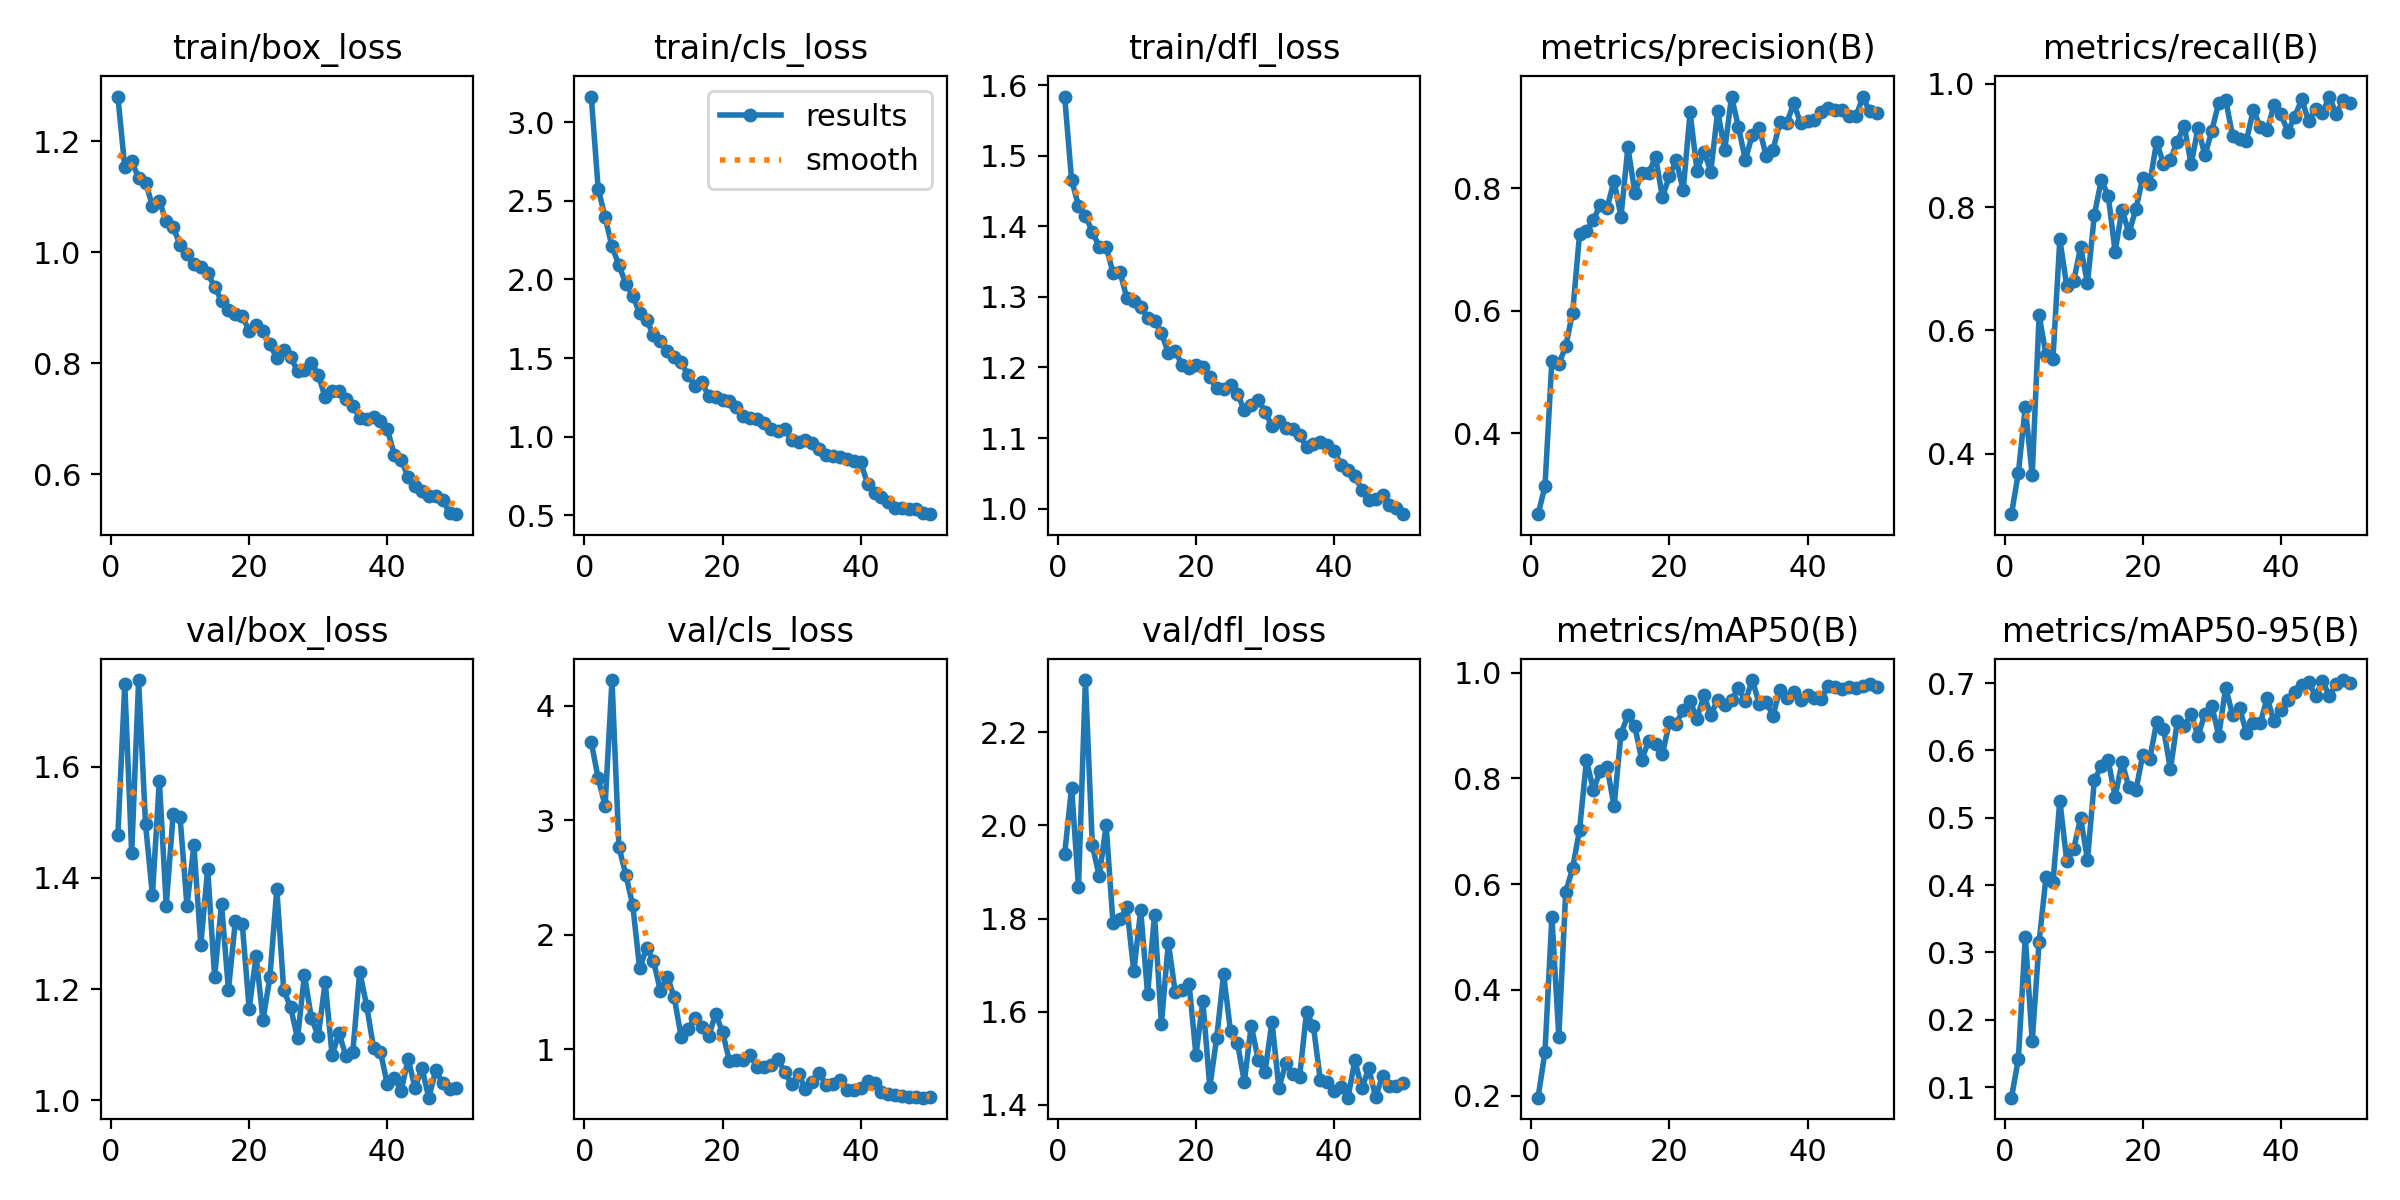 train/box_loss
1.2
1.0
0.8
0.6
0 20 40
train/cls_loss
results
smooth
3.0
2.5
2.0
1.5
1.0
0.5
0 20 40
train/dfl_loss
1.6
1.5
1.4
1.3
1.2
1.1
1.0
0 20 40
metrics/precision(B)
0.8
0.6
0.4
0 20 40
metrics/recall(B)
1.0
0.8
0.6
0.4
0 20 40
val/box_loss
1.6
1.4
1.2
1.0
0 20 40
val/cls_loss
4
3
2
1
0 20 40
val/dfl_loss
2.2
2.0
1.8
1.6
1.4
0 20 40
metrics/mAP50(B)
1.0
0.8
0.6
0.4
0.2
0 20 40
metrics/mAP50-95(B)
0.7
0.6
0.5
0.4
0.3
0.2
0.1
0 20 40